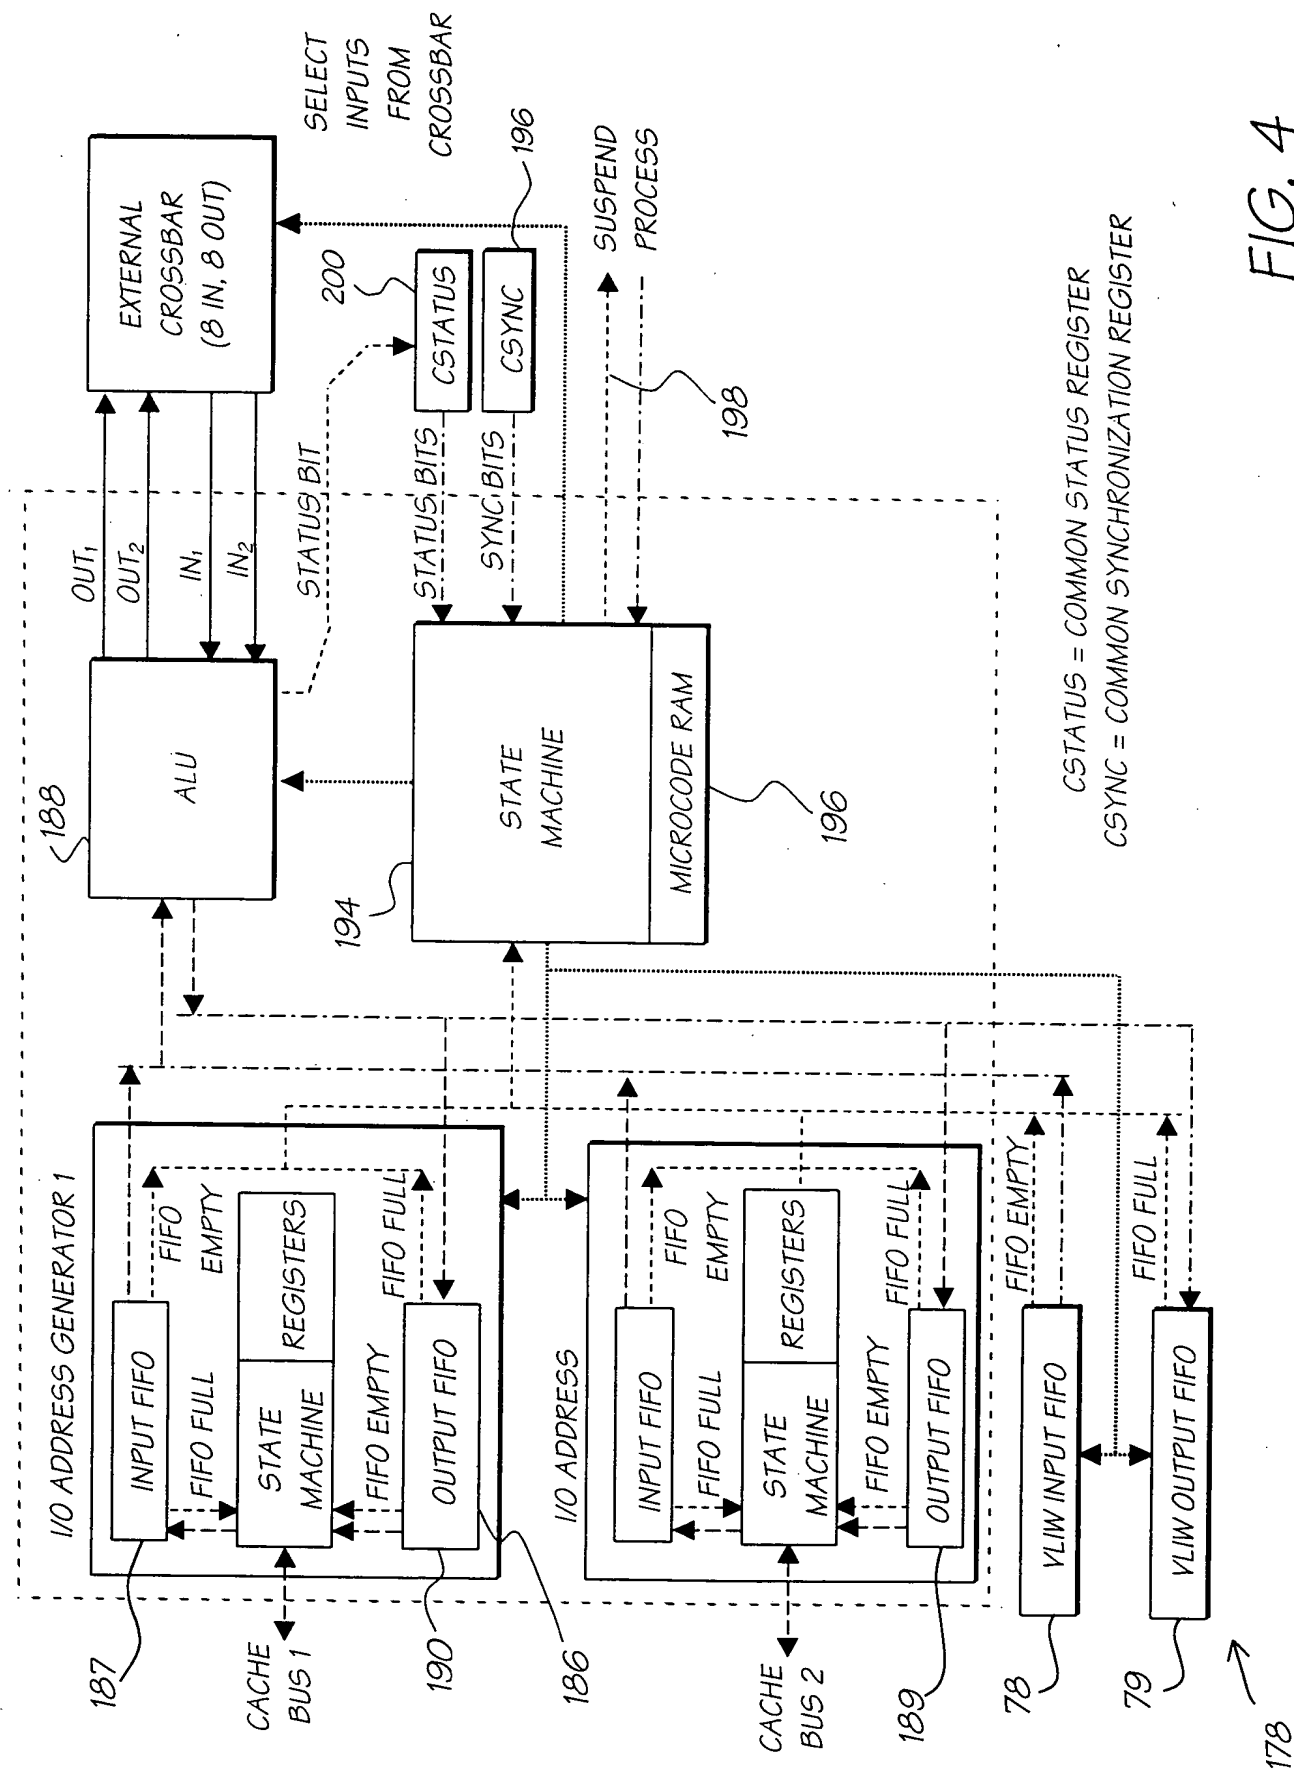 I/O ADDRESS GENERATOR 1
187
INPUT FIFO
FIFO FULL
FIFO
EMPTY
CACHE
BUS 1
STATE
MACHINE
REGISTERS
FIFO EMPTY
FIFO FULL
OUTPUT FIFO
190
186
I/O ADDRESS
INPUT FIFO
FIFO FULL
FIFO
EMPTY
CACHE
BUS 2
STATE
MACHINE
REGISTERS
FIFO EMPTY
FIFO FULL
OUTPUT FIFO
189
78
VLIW INPUT FIFO
FIFO EMPTY
79
VLIW OUTPUT FIFO
FIFO FULL
178
188
ALU
OUT1
OUT2
IN1
IN2
EXTERNAL
CROSSBAR
(8 IN, 8 OUT)
SELECT
INPUTS
FROM
CROSSBAR
STATUS BIT
200
CSTATUS
STATUS BITS
CSYNC
SYNC BITS
196
194
STATE
MACHINE
MICROCODE RAM
196
SUSPEND
PROCESS
198
CSTATUS = COMMON STATUS REGISTER
CSYNC = COMMON SYNCHRONIZATION REGISTER
FIG. 4